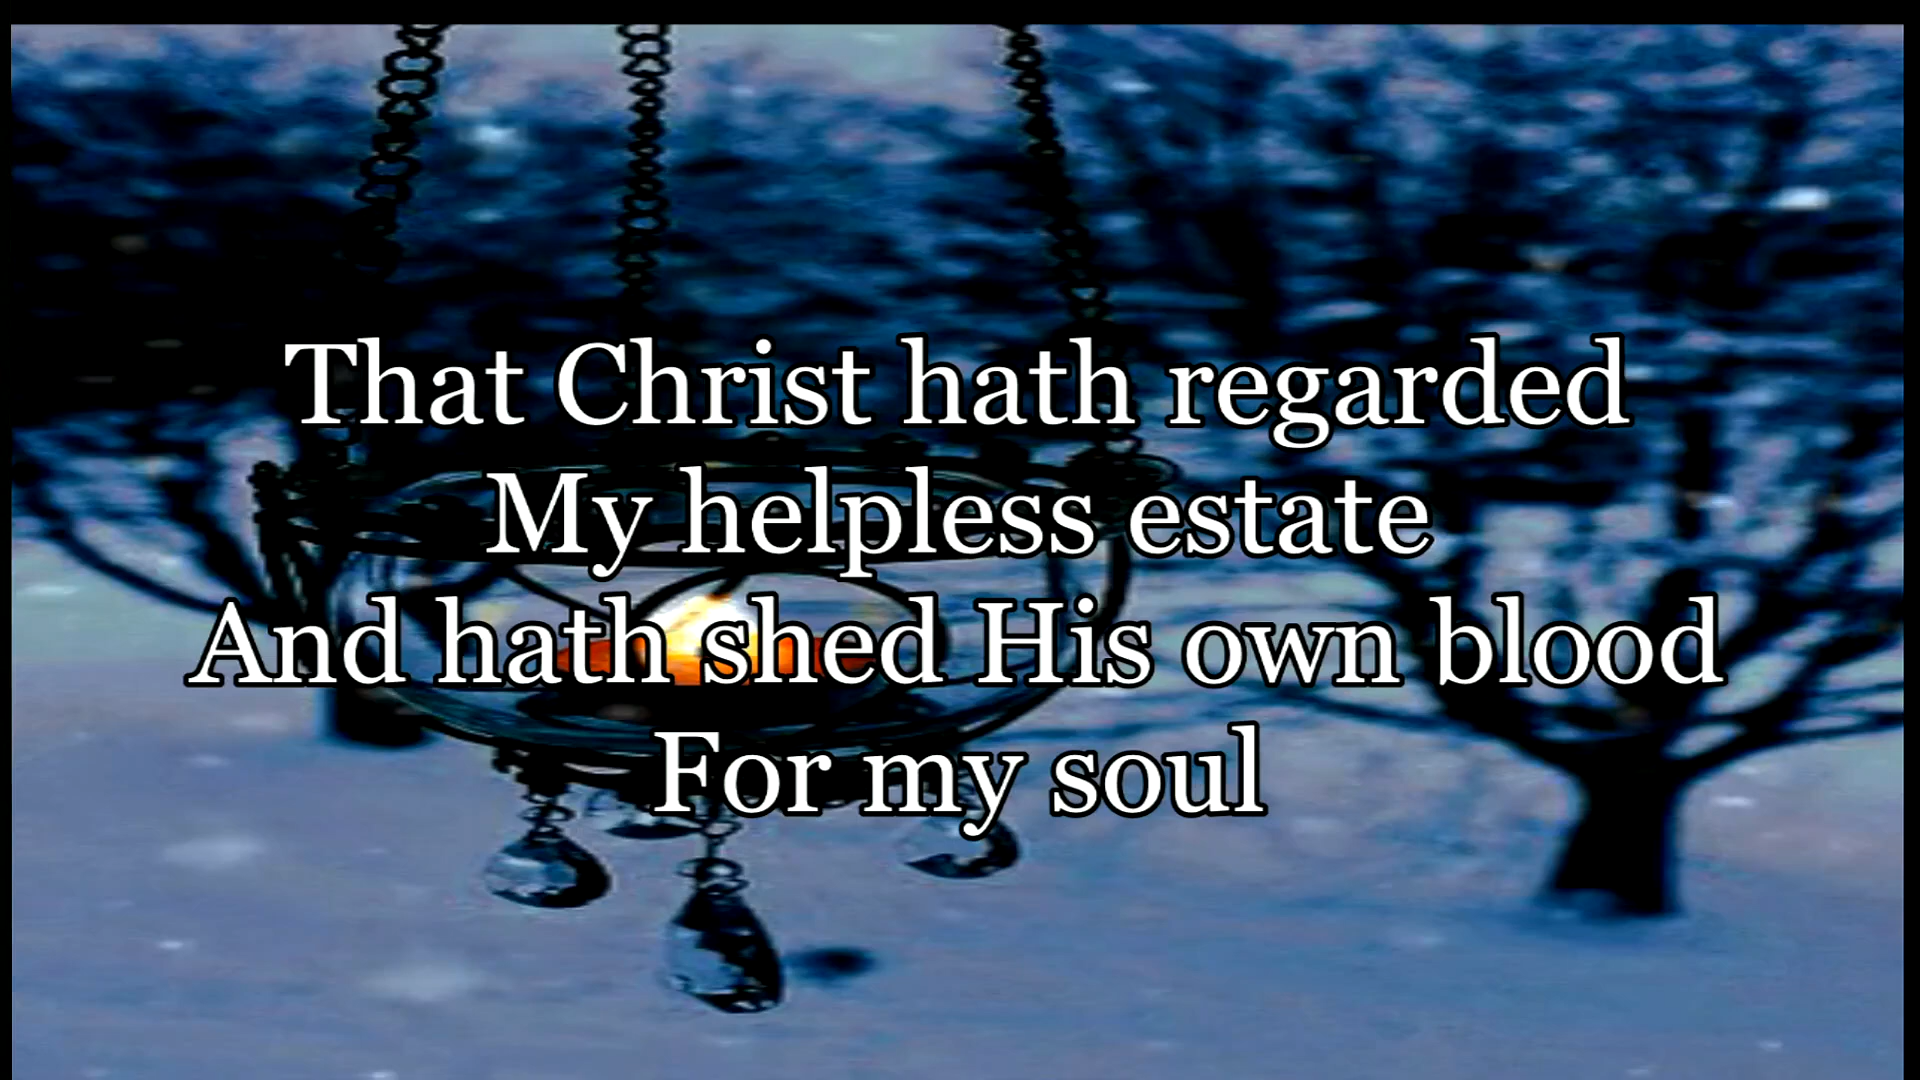 That Christ hath regarded
My helpless estate
And hath shed His own blood
For my soul